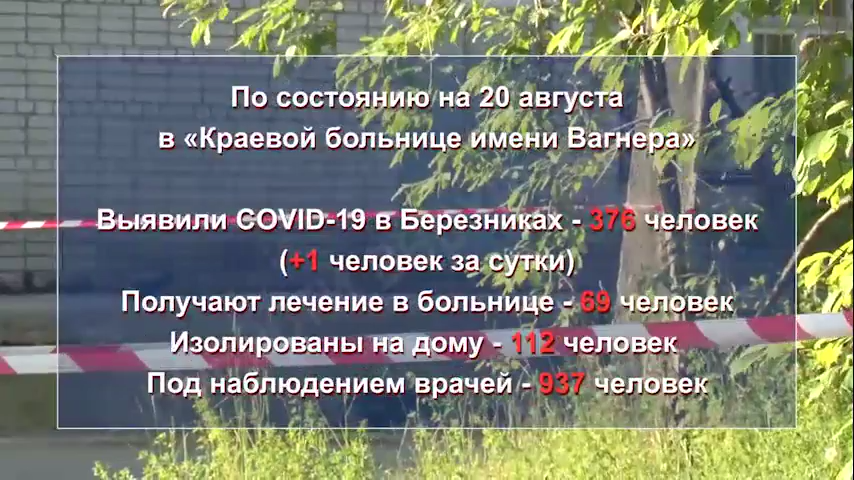 По состоянию на 20 августа
в «Краевой больнице имени Вагнера»
Выявили COVID-19 в Березниках - 376 человек
(+1 человек за сутки)
Получают лечение в больнице - 69 человек
Изолированы на дому - 112 человек
Под наблюдением врачей - 937 человек